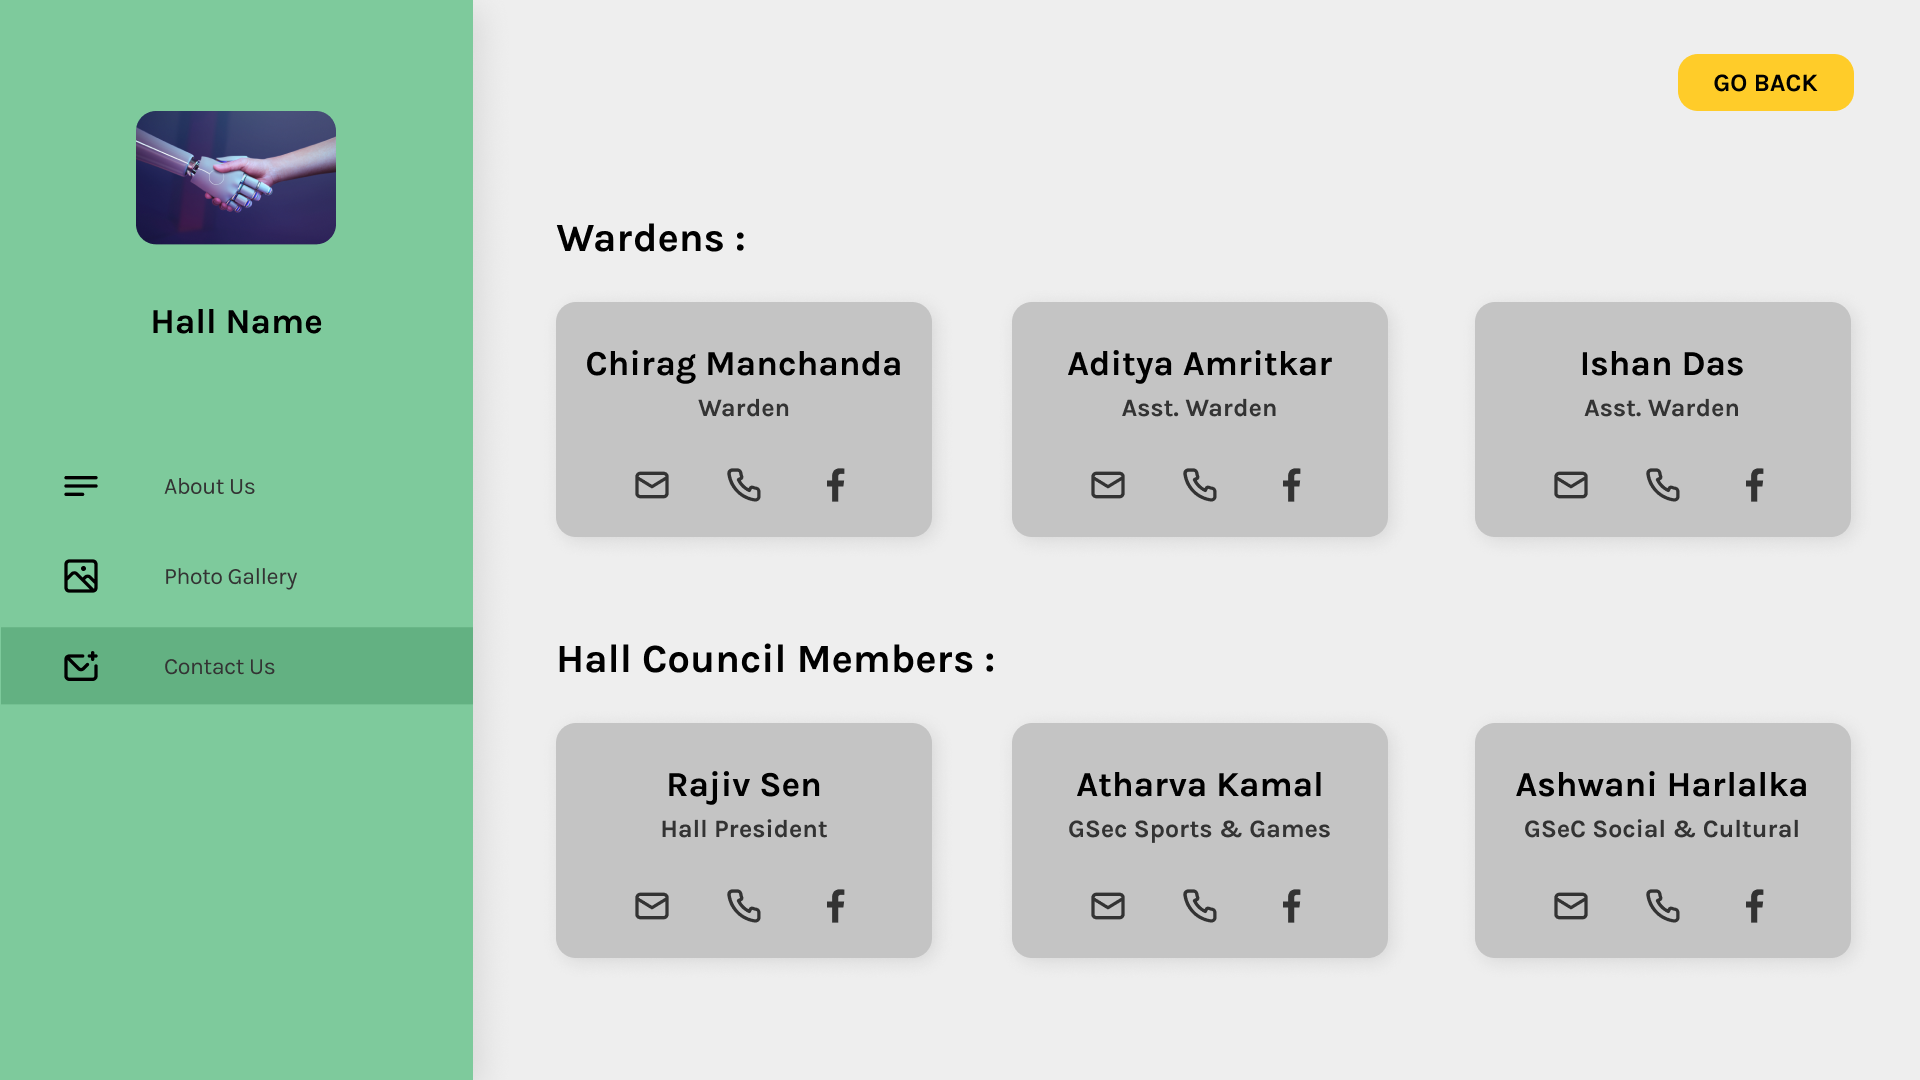 GO BACK
Hall Name
About Us
Photo Gallery
Contact Us
Wardens :
Chirag Manchanda
Warden
Aditya Amritkar
Asst. Warden
Ishan Das
Asst. Warden
Hall Council Members :
Rajiv Sen
Hall President
Atharva Kamal
GSec Sports & Games
Ashwani Harlalka
GSeC Social & Cultural